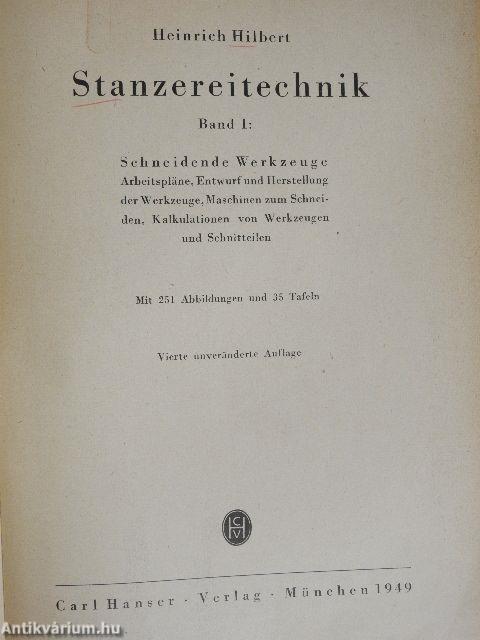 Heinrich Hilbert
Stanzereitechnik
Band I:
Schneidende Werkzeuge
Arbeitspläne, Entwurf und Herstellung
der Werkzeuge, Maschinen zum Schnei-
den, Kalkulationen von Werkzeugen
und Schnitteilen
Mit 251 Abbildungen und 35 Tafeln
Vierte unveränderte Auflage
CHV
Carl Hanser · Verlag · München 1949
Antikvárium.hu